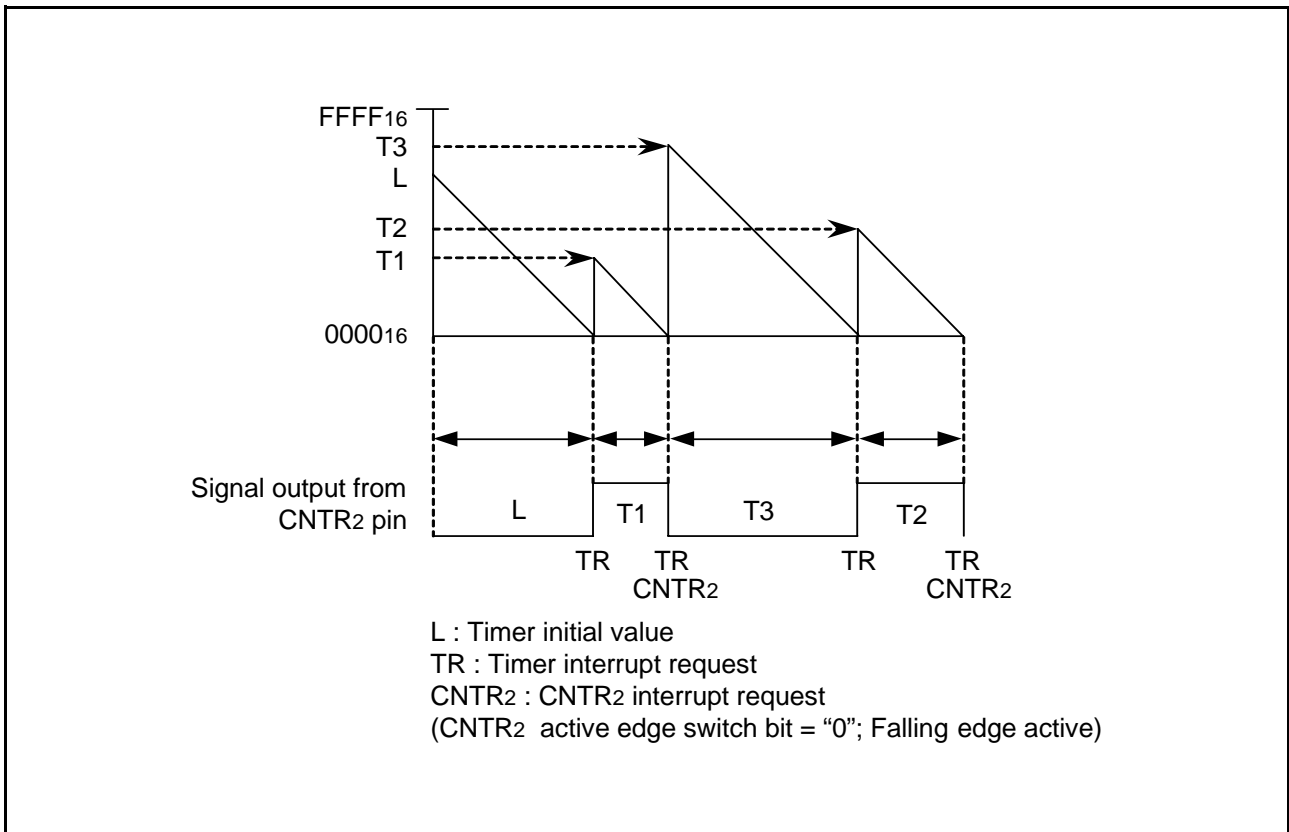 FFFF16
T3
L
T2
T1
000016
Signal output from
CNTR2 pin
L
T1
T3
T2
TR
TR
TR
TR
CNTR2
CNTR2
L : Timer initial value
TR : Timer interrupt request
CNTR2 : CNTR2 interrupt request
(CNTR2 active edge switch bit = “0”; Falling edge active)